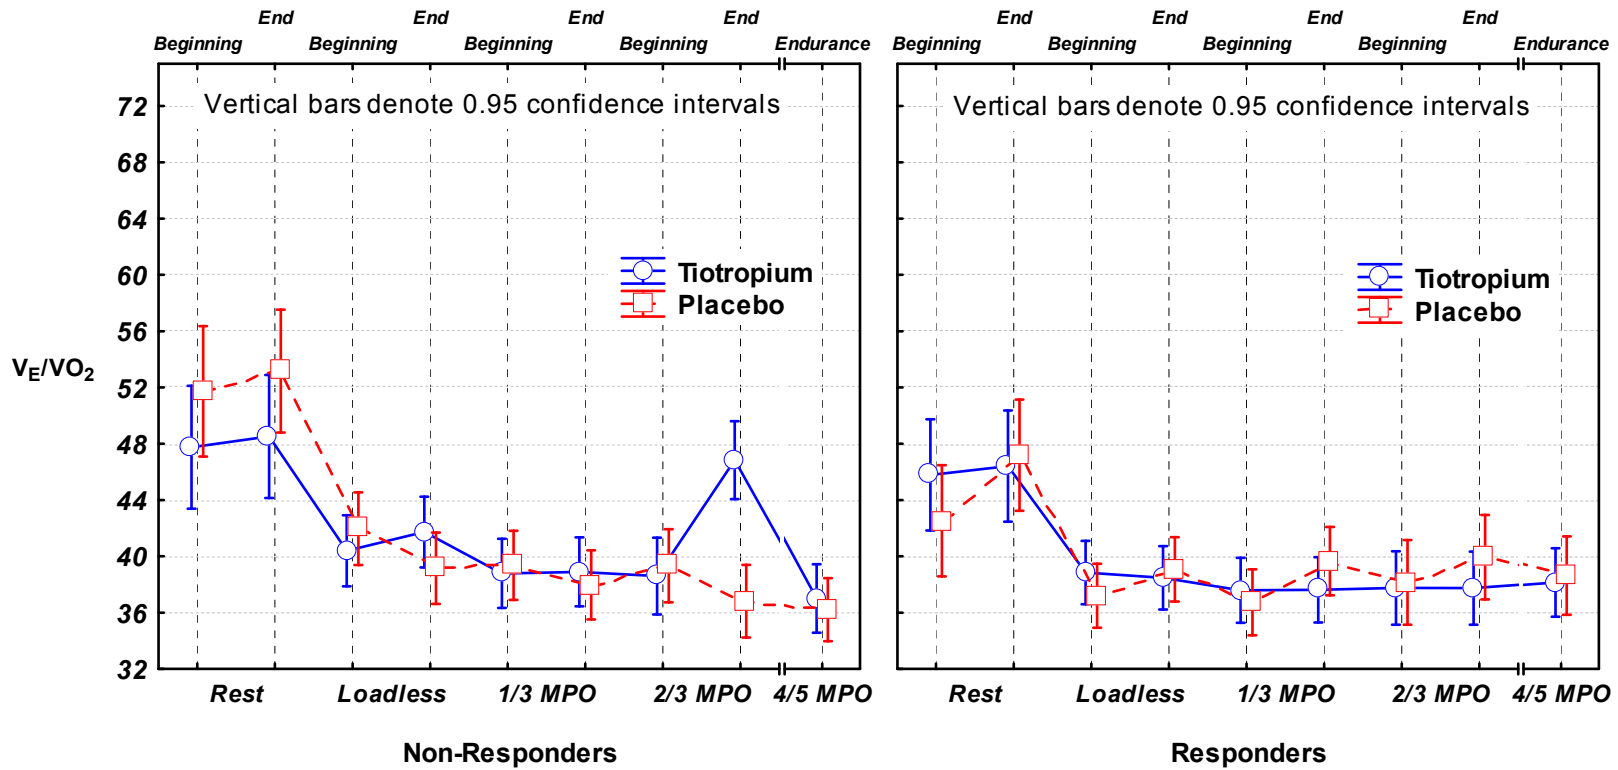 End End End End End End End End
Beginning Beginning Beginning Beginning Endurance Beginning Beginning Beginning Beginning Endurance
Vertical bars denote 0.95 confidence intervals
Vertical bars denote 0.95 confidence intervals
72
68
64
60
56
52
48
44
40
36
32
VE/VO2
Tiotropium
Placebo
Tiotropium
Placebo
Rest Loadless 1/3 MPO 2/3 MPO 4/5 MPO
Rest Loadless 1/3 MPO 2/3 MPO 4/5 MPO
Non-Responders
Responders